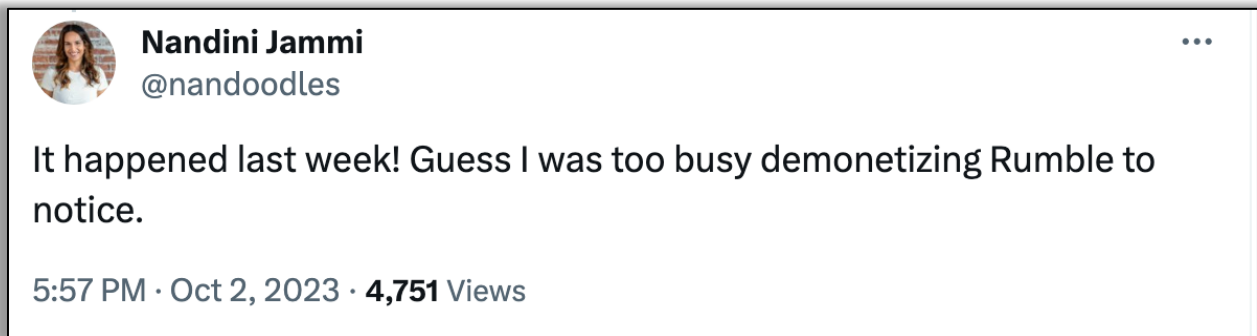 Nandini Jammi
@nandoodles
It happened last week! Guess I was too busy demonetizing Rumble to
notice.
5:57 PM · Oct 2, 2023 · 4,751 Views